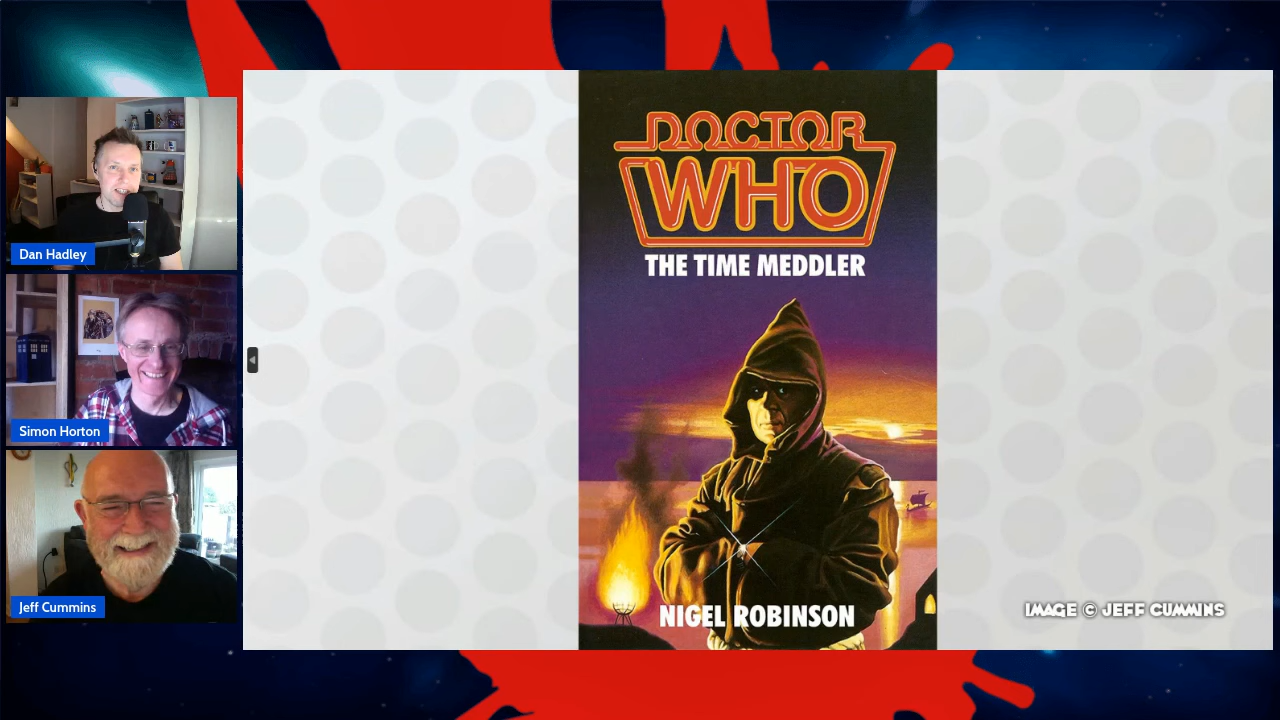 Dan Hadley
Simon Horton
Jeff Cummins
DOCTOR
WHO
THE TIME MEDDLER
NIGEL ROBINSON
IMAGE © JEFF CUMMINS